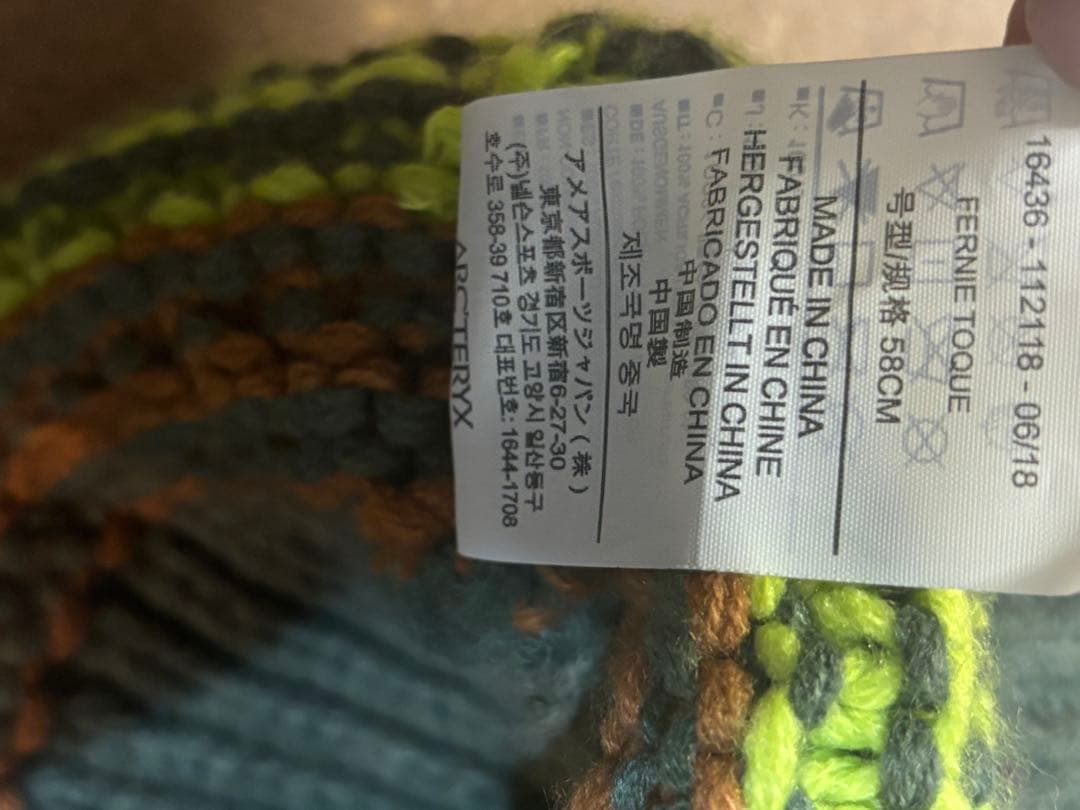 16436 - 112118 - 06/18
FERNIE TOQUE
号型/规格 58CM
MADE IN CHINA
FABRIQUÉ EN CHINE
HERGESTELLT IN CHINA
FABRICADO EN CHINA
中国制造
中国製
제조국명 중국
アメアスポーツジャパン(株)
東京都新宿区新宿6-27-30
(주)넬슨스포츠 경기도 고양시 일산동구
호수로 358-39 710호 대표번호: 1644-1708
ARC'TERYX